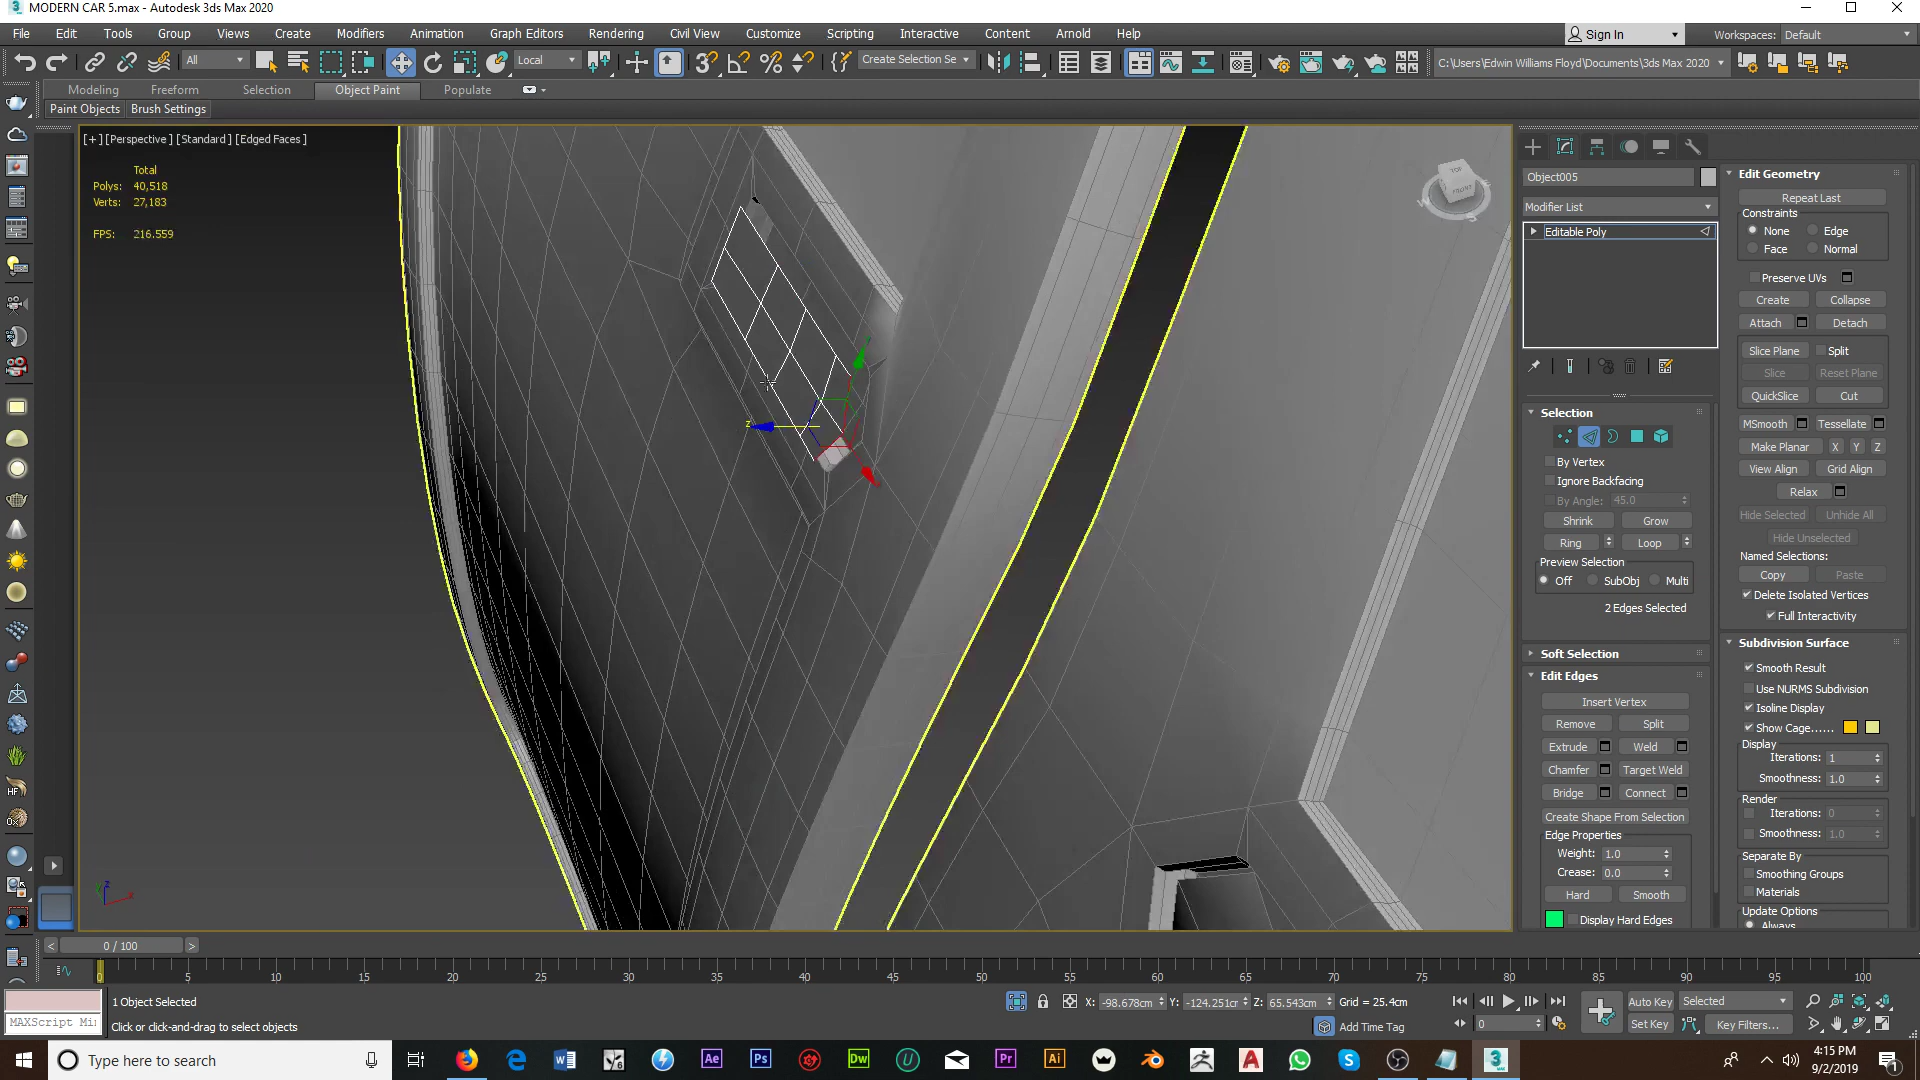 MODERN CAR 5.max - Autodesk 3ds Max 2020
File Edit Tools Group Views Create Modifiers Animation Graph Editors Rendering Civil View Customize Scripting Interactive Content Arnold Help
Sign In Workspaces: Default
All Local Create Selection Se C:\Users\Edwin Williams Floyd\Documents\3ds Max 2020
Modeling Freeform Selection Object Paint Populate
Paint Objects Brush Settings
[+] [Perspective ] [Standard ] [Edged Faces ]
Total
Polys: 40,518
Verts: 27,183
FPS: 216.559
TOP
FRONT
W
S
z
z
x
Object005
Modifier List
Editable Poly
Selection
By Vertex
Ignore Backfacing
By Angle: 45.0
Shrink Grow
Ring Loop
Preview Selection
Off SubObj Multi
2 Edges Selected
Soft Selection
Edit Edges
Insert Vertex
Remove Split
Extrude Weld
Chamfer Target Weld
Bridge Connect
Create Shape From Selection
Edge Properties
Weight: 1.0
Crease: 0.0
Hard Smooth
Display Hard Edges
Edit Geometry
Repeat Last
Constraints
None Edge
Face Normal
Preserve UVs
Create Collapse
Attach Detach
Slice Plane Split
Slice Reset Plane
QuickSlice Cut
MSmooth Tessellate
Make Planar X Y Z
View Align Grid Align
Relax
Hide Selected Unhide All
Hide Unselected
Named Selections:
Copy Paste
Delete Isolated Vertices
Full Interactivity
Subdivision Surface
Smooth Result
Use NURMS Subdivision
Isoline Display
Show Cage......
Display
Iterations: 1
Smoothness: 1.0
Render
Iterations: 0
Smoothness: 1.0
Separate By
Smoothing Groups
Materials
Update Options
Always
< 0 / 100 >
0 5 10 15 20 25 30 35 40 45 50 55 60 65 70 75 80 85 90 95 100
1 Object Selected
X: -98.678cm Y: -124.251cr Z: 65.543cm Grid = 25.4cm
Auto Key Selected
MAXScript Mi
Click or click-and-drag to select objects
Add Time Tag
0
Set Key Key Filters...
Type here to search
Ae Ps Dw Pr Ai
4:15 PM
9/2/2019